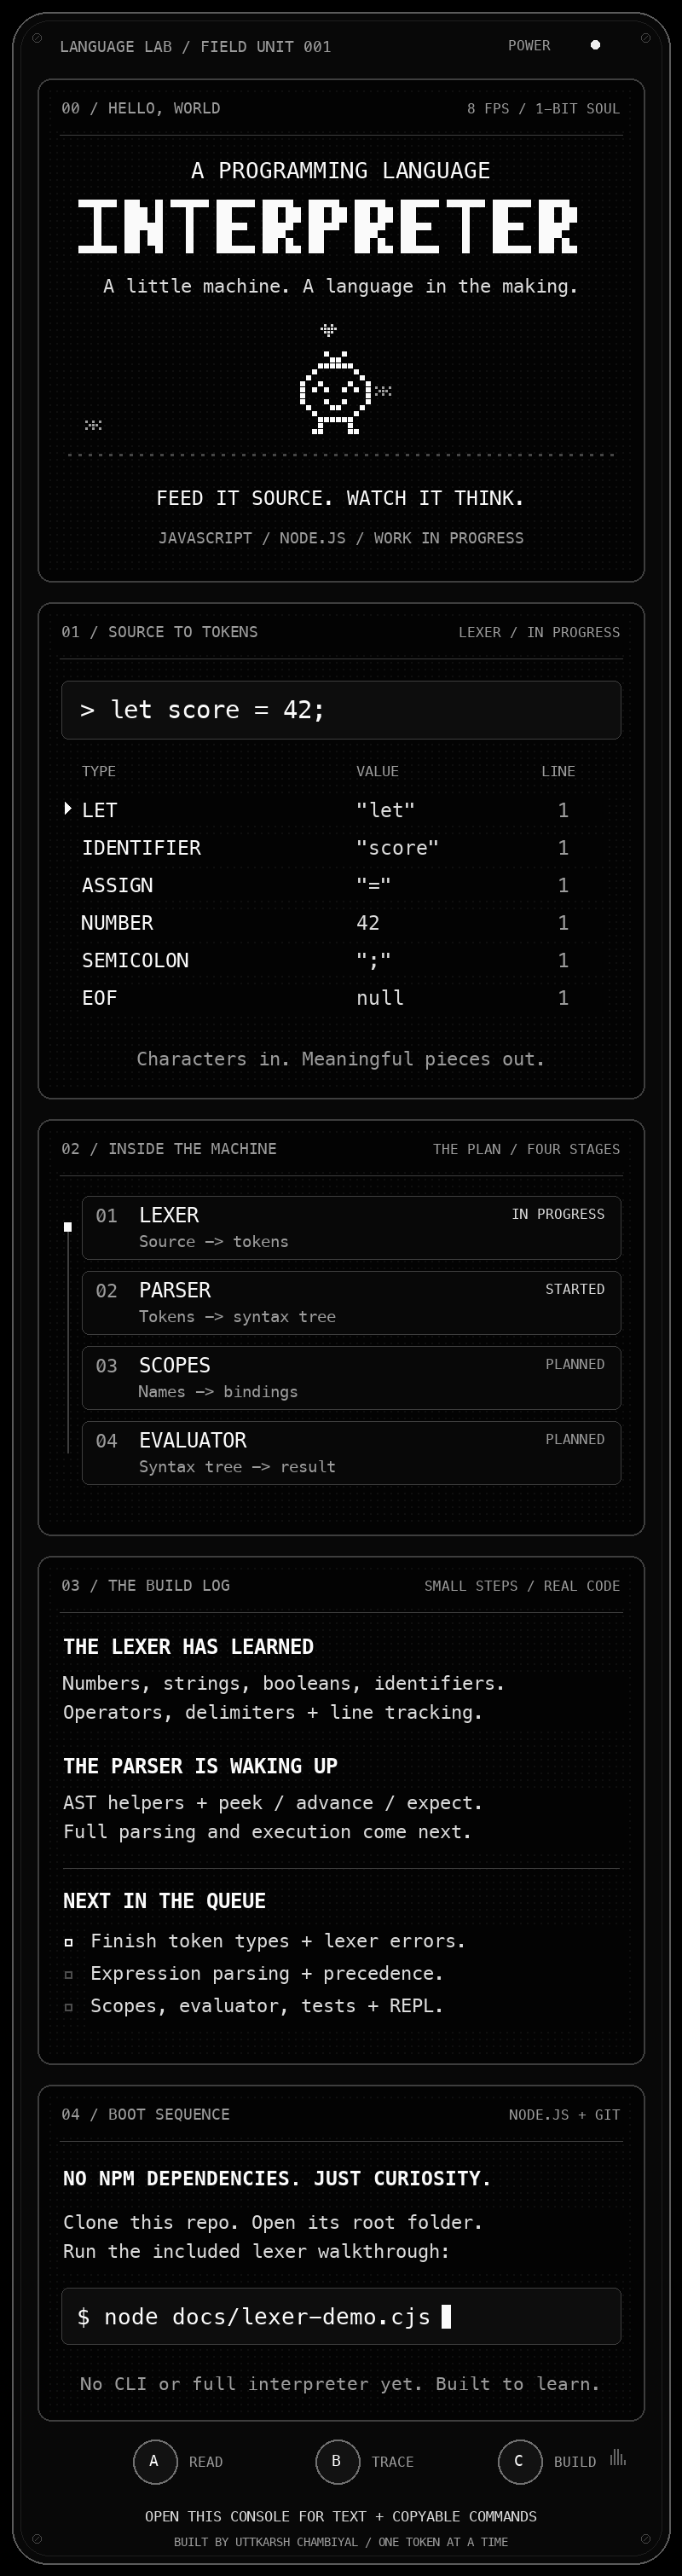 LANGUAGE LAB / FIELD UNIT 001
POWER
00 / HELLO, WORLD
8 FPS / 1-BIT SOUL
A PROGRAMMING LANGUAGE
INTERPRETER
A little machine. A language in the making.
FEED IT SOURCE. WATCH IT THINK.
JAVASCRIPT / NODE.JS / WORK IN PROGRESS
01 / SOURCE TO TOKENS
LEXER / IN PROGRESS
> let score = 42;
TYPE VALUE LINE
LET "let" 1
IDENTIFIER "score" 1
ASSIGN "=" 1
NUMBER 42 1
SEMICOLON ";" 1
EOF null 1
Characters in. Meaningful pieces out.
02 / INSIDE THE MACHINE
THE PLAN / FOUR STAGES
01 LEXER IN PROGRESS
Source -> tokens
02 PARSER STARTED
Tokens -> syntax tree
03 SCOPES PLANNED
Names -> bindings
04 EVALUATOR PLANNED
Syntax tree -> result
03 / THE BUILD LOG
SMALL STEPS / REAL CODE
THE LEXER HAS LEARNED
Numbers, strings, booleans, identifiers.
Operators, delimiters + line tracking.
THE PARSER IS WAKING UP
AST helpers + peek / advance / expect.
Full parsing and execution come next.
NEXT IN THE QUEUE
Finish token types + lexer errors.
Expression parsing + precedence.
Scopes, evaluator, tests + REPL.
04 / BOOT SEQUENCE
NODE.JS + GIT
NO NPM DEPENDENCIES. JUST CURIOSITY.
Clone this repo. Open its root folder.
Run the included lexer walkthrough:
$ node docs/lexer-demo.cjs
No CLI or full interpreter yet. Built to learn.
A READ
B TRACE
C BUILD
OPEN THIS CONSOLE FOR TEXT + COPYABLE COMMANDS
BUILT BY UTTKARSH CHAMBIYAL / ONE TOKEN AT A TIME